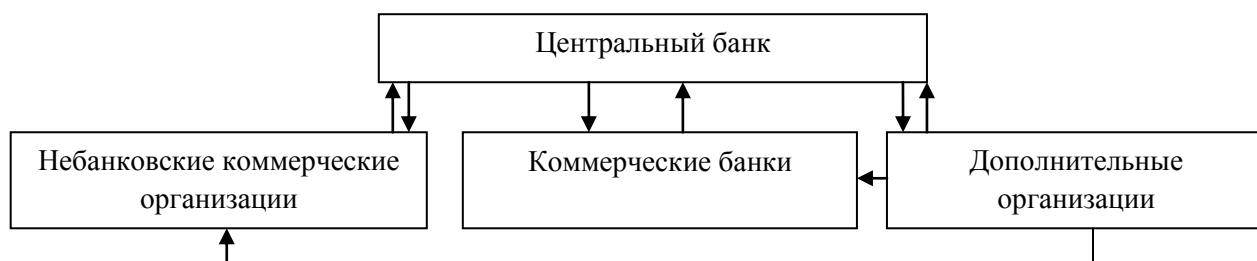 Центральный банк
Небанковские коммерческие
организации
Коммерческие банки
Дополнительные
организации